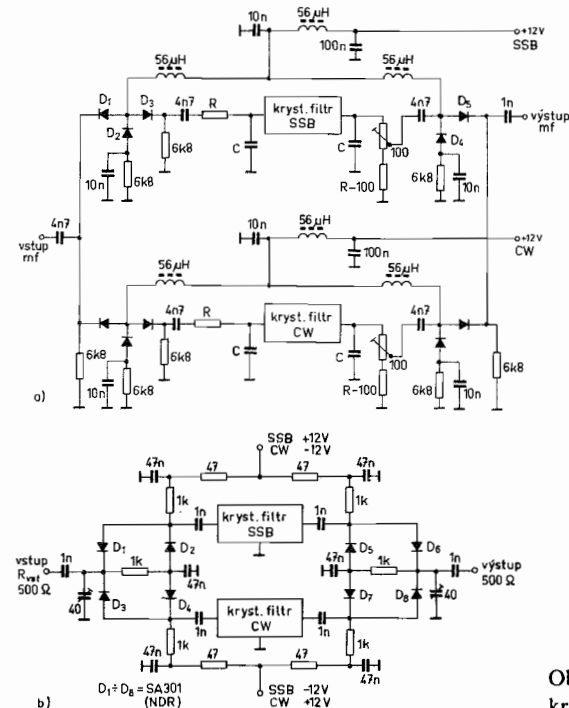 10n
56µH
+12V
SSB
100n
56µH
56µH
D1
D3
4n7
R
kryst. filtr
SSB
4n7
D5
1n
výstup
mf
D2
6k8
C
C
100
D4
10n
6k8
R-100
6k8
10n
4n7
vstup
mf
10n
56µH
+12V
CW
100n
56µH
56µH
4n7
R
kryst. filtr
CW
4n7
6k8
6k8
C
C
100
6k8
10n
6k8
R-100
6k8
10n
a)
SSB +12V
CW -12V
47n
47
47
47n
1k
1k
1n
kryst. filtr
SSB
1n
vstup
Rvst
500 Ω
1n
D1
D2
D5
D6
1n
výstup
500 Ω
1k
47n
47n
1k
40
D3
D4
D7
D8
40
1n
kryst. filtr
CW
1n
1k
1k
47n
47
47
47n
b)
D1÷D8 = SA301
(NDR)
SSB -12V
CW +12V